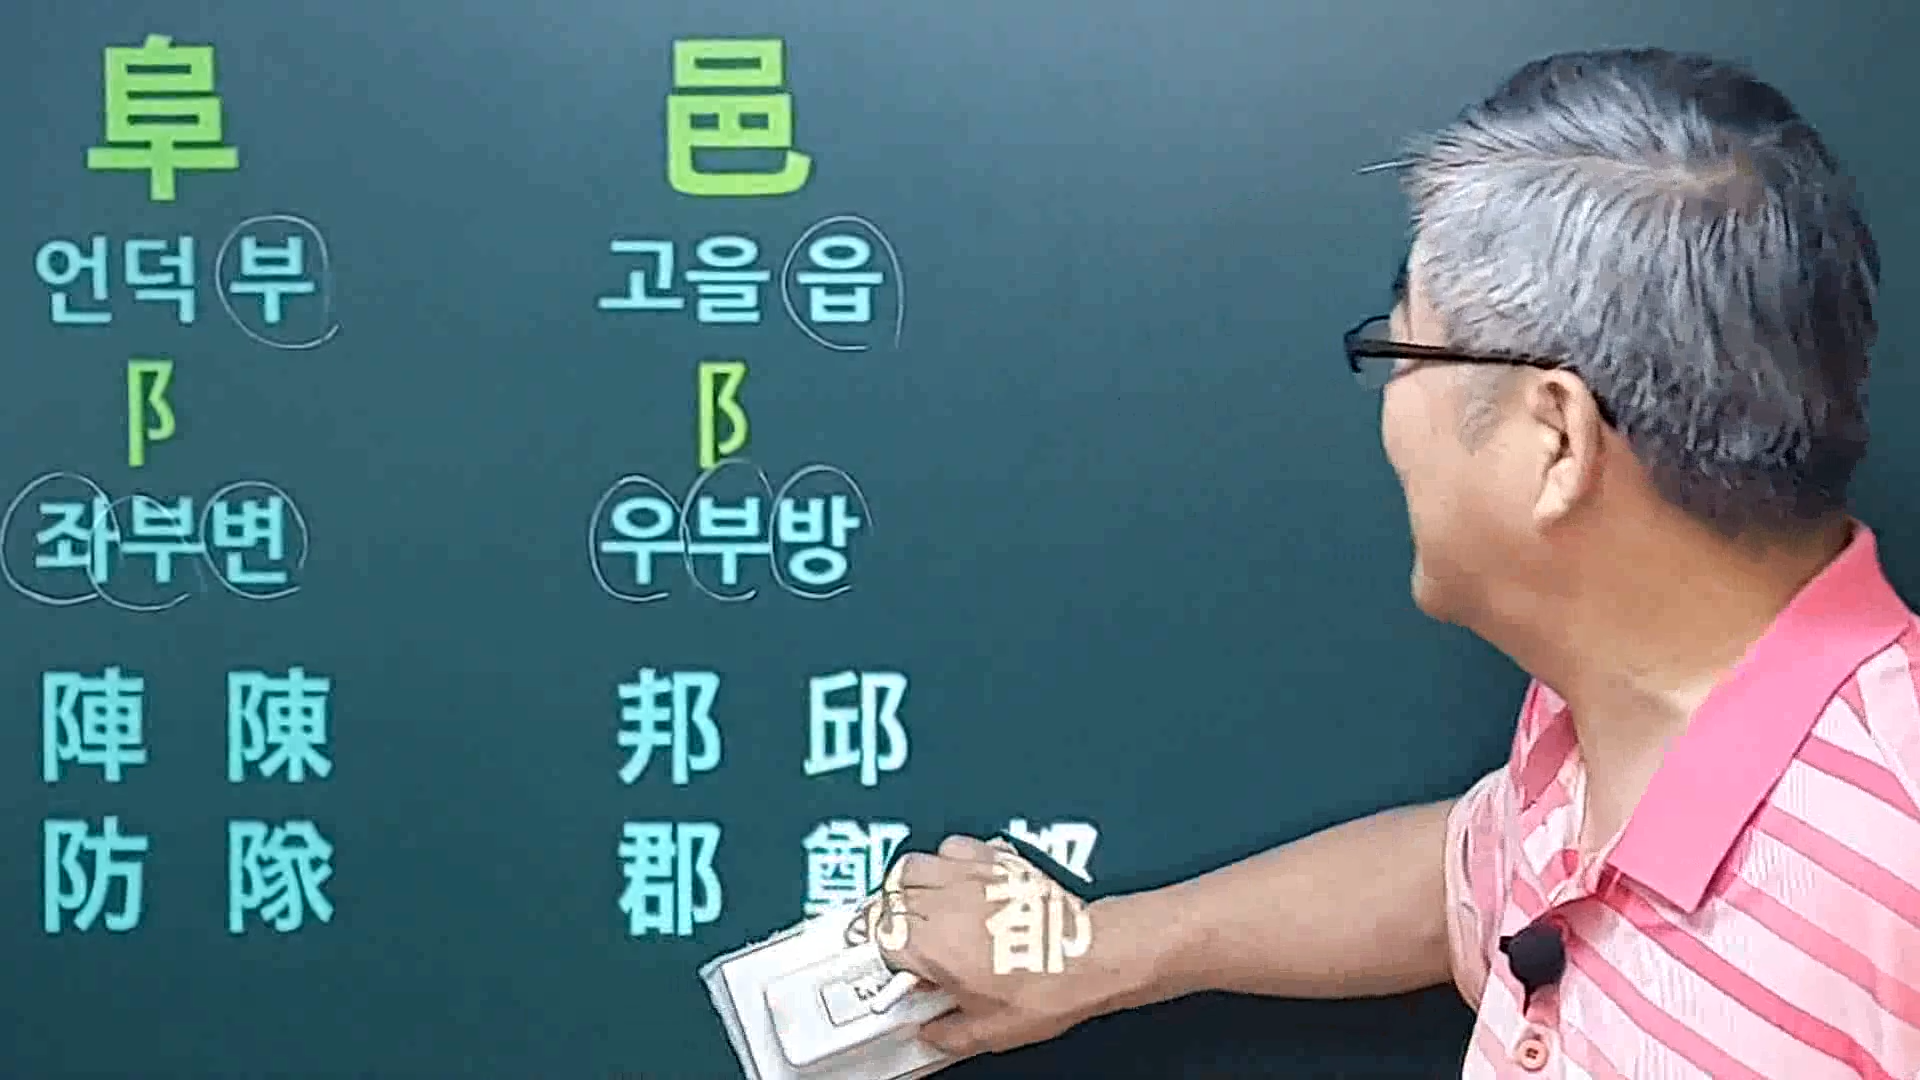 阜 邑
언덕 부 고을 읍
阝 阝
좌부변 우부방
陣 陳 邦 邱
防 隊 郡 鄭 都